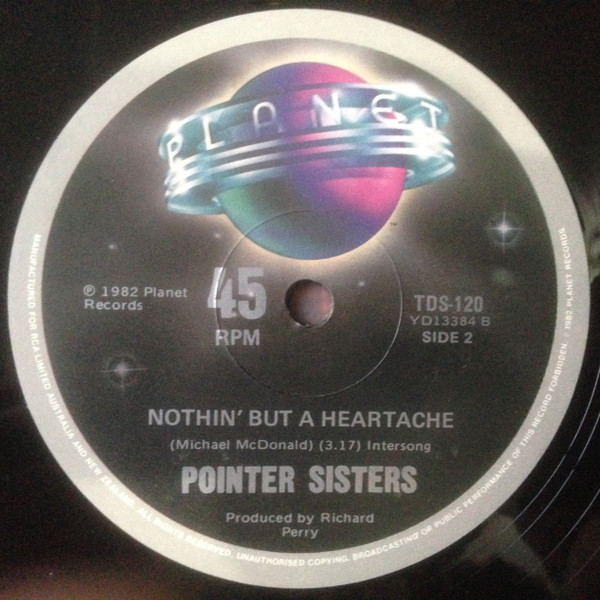 PLANET
℗ 1982 Planet
Records
45
RPM
TDS-120
YD13384 B
SIDE 2
NOTHIN' BUT A HEARTACHE
(Michael McDonald) (3.17) Intersong
POINTER SISTERS
Produced by Richard
Perry
MANUFACTURED FOR RCA LIMITED AUSTRALIA AND NEW ZEALAND. ALL RIGHTS RESERVED. UNAUTHORISED COPYING, BROADCASTING OR PUBLIC PERFORMANCE OF THIS RECORD FORBIDDEN. 1982 PLANET RECORDS